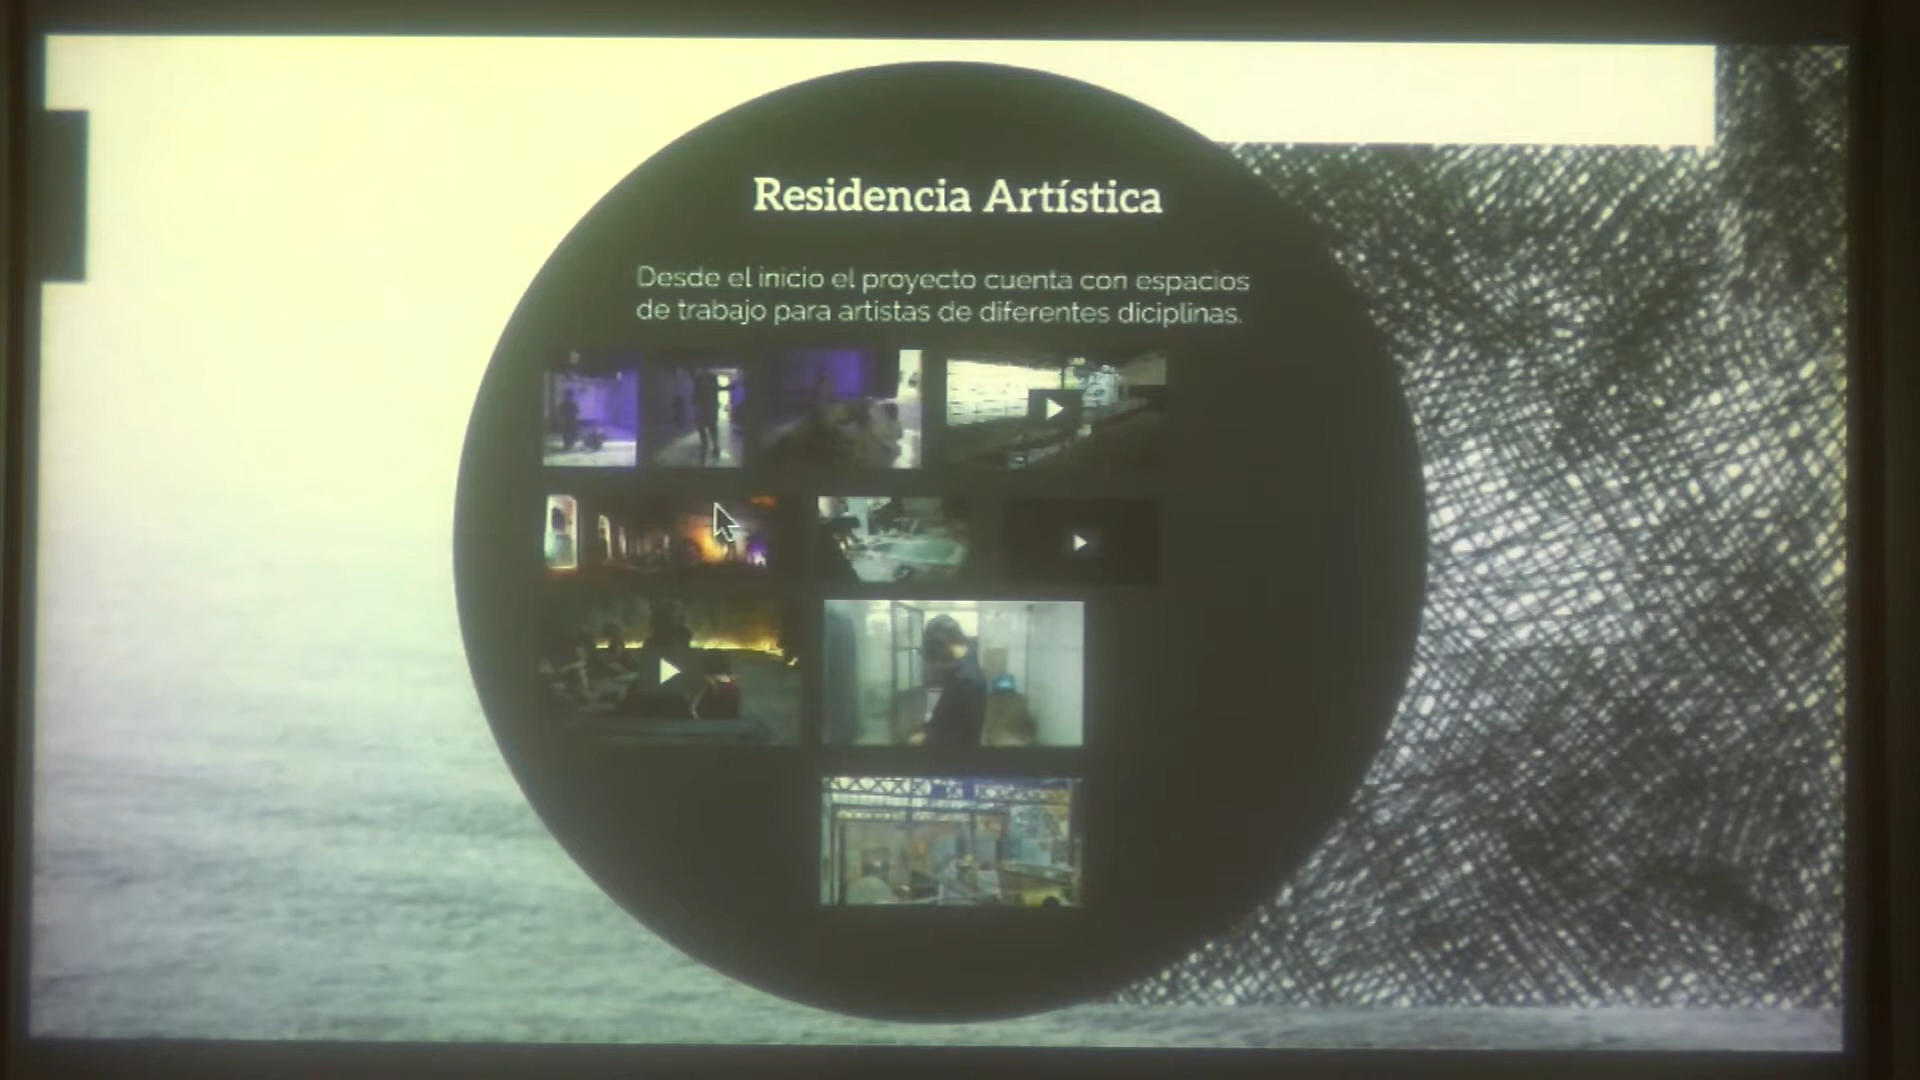 Residencia Artística
Desde el inicio el proyecto cuenta con espacios
de trabajo para artistas de diferentes diciplinas.